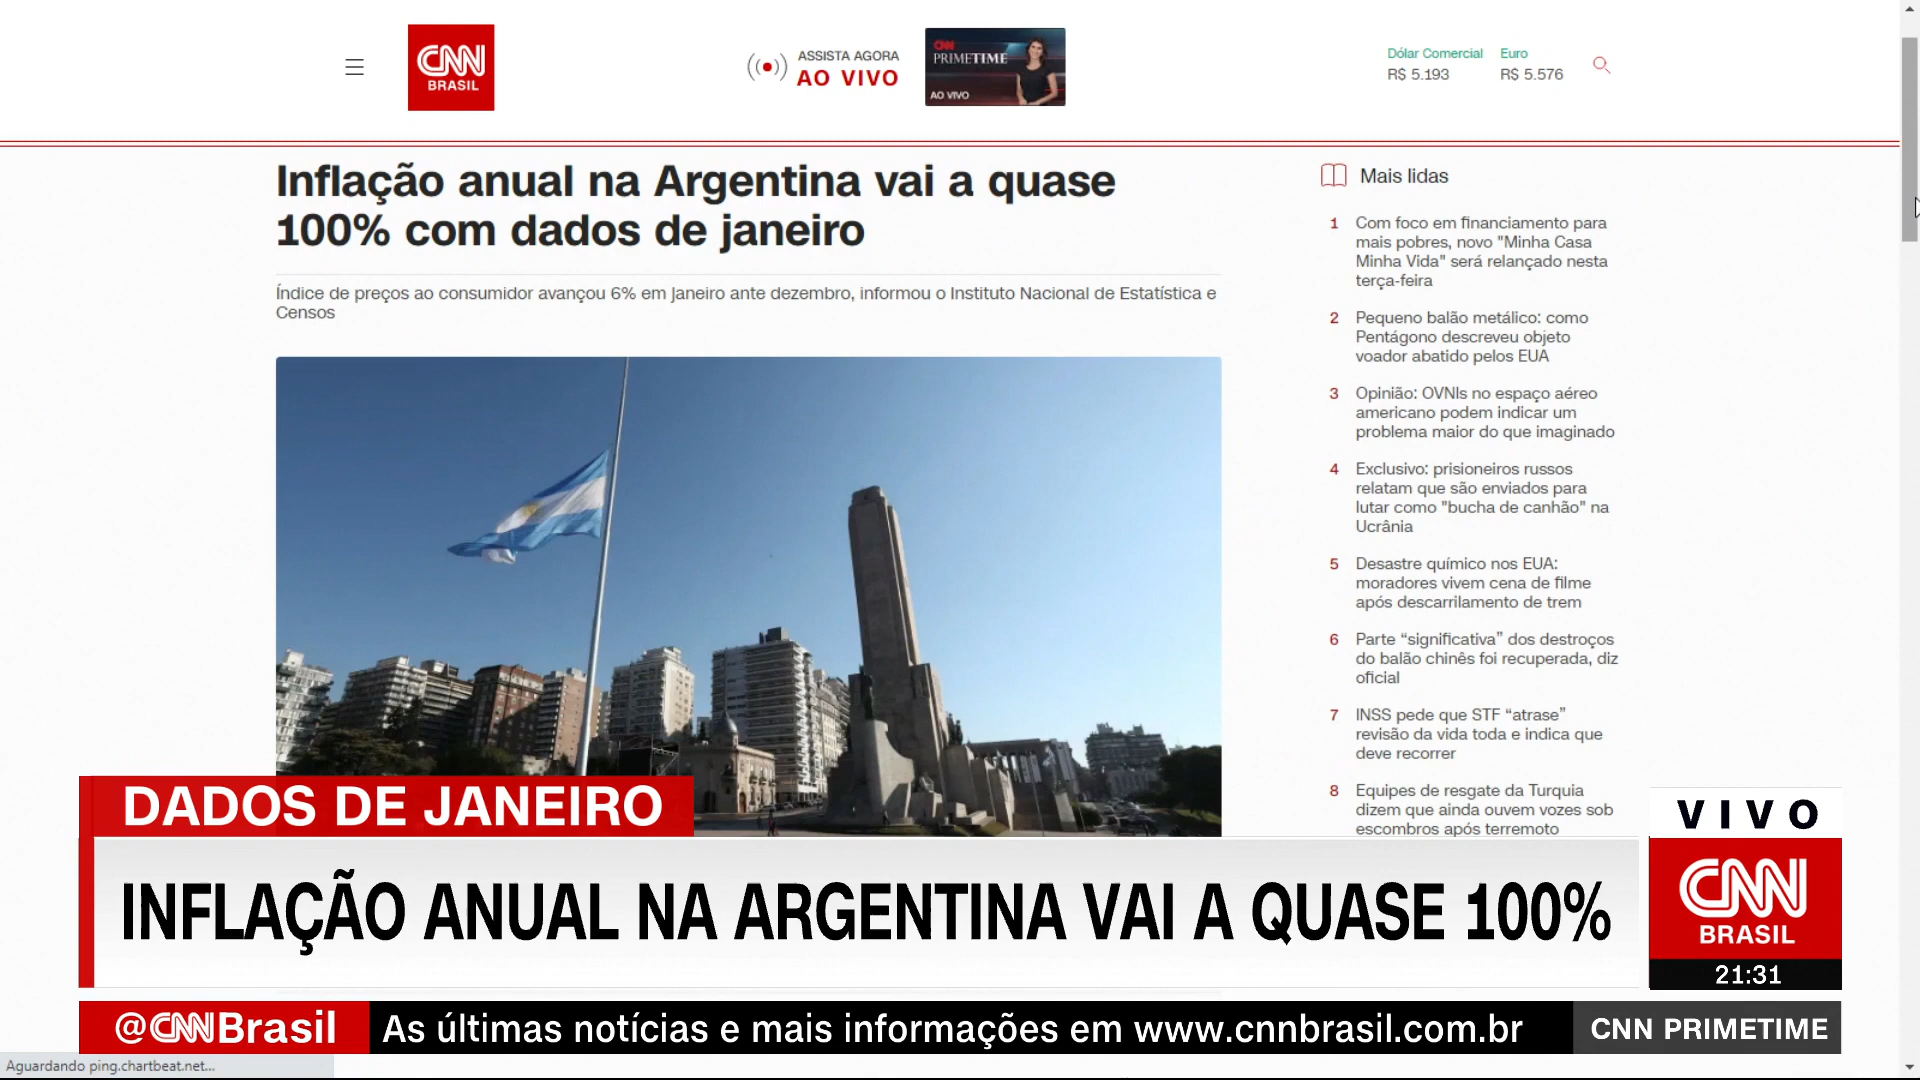 CNN
BRASIL
ASSISTA AGORA
AO VIVO
CNN
PRIMETIME
AO VIVO
Dólar Comercial
R$ 5.193
Euro
R$ 5.576
Inflação anual na Argentina vai a quase
100% com dados de janeiro
Índice de preços ao consumidor avançou 6% em janeiro ante dezembro, informou o Instituto Nacional de Estatística e
Censos
Mais lidas
1 Com foco em financiamento para
mais pobres, novo "Minha Casa
Minha Vida" será relançado nesta
terça-feira
2 Pequeno balão metálico: como
Pentágono descreveu objeto
voador abatido pelos EUA
3 Opinião: OVNIs no espaço aéreo
americano podem indicar um
problema maior do que imaginado
4 Exclusivo: prisioneiros russos
relatam que são enviados para
lutar como "bucha de canhão" na
Ucrânia
5 Desastre químico nos EUA:
moradores vivem cena de filme
após descarrilamento de trem
6 Parte “significativa” dos destroços
do balão chinês foi recuperada, diz
oficial
7 INSS pede que STF “atrase”
revisão da vida toda e indica que
deve recorrer
8 Equipes de resgate da Turquia
dizem que ainda ouvem vozes sob
escombros após terremoto
DADOS DE JANEIRO
INFLAÇÃO ANUAL NA ARGENTINA VAI A QUASE 100%
VIVO
CNN
BRASIL
21:31
@CNNBrasil
As últimas notícias e mais informações em www.cnnbrasil.com.br
CNN PRIMETIME
Aguardando ping.chartbeat.net...